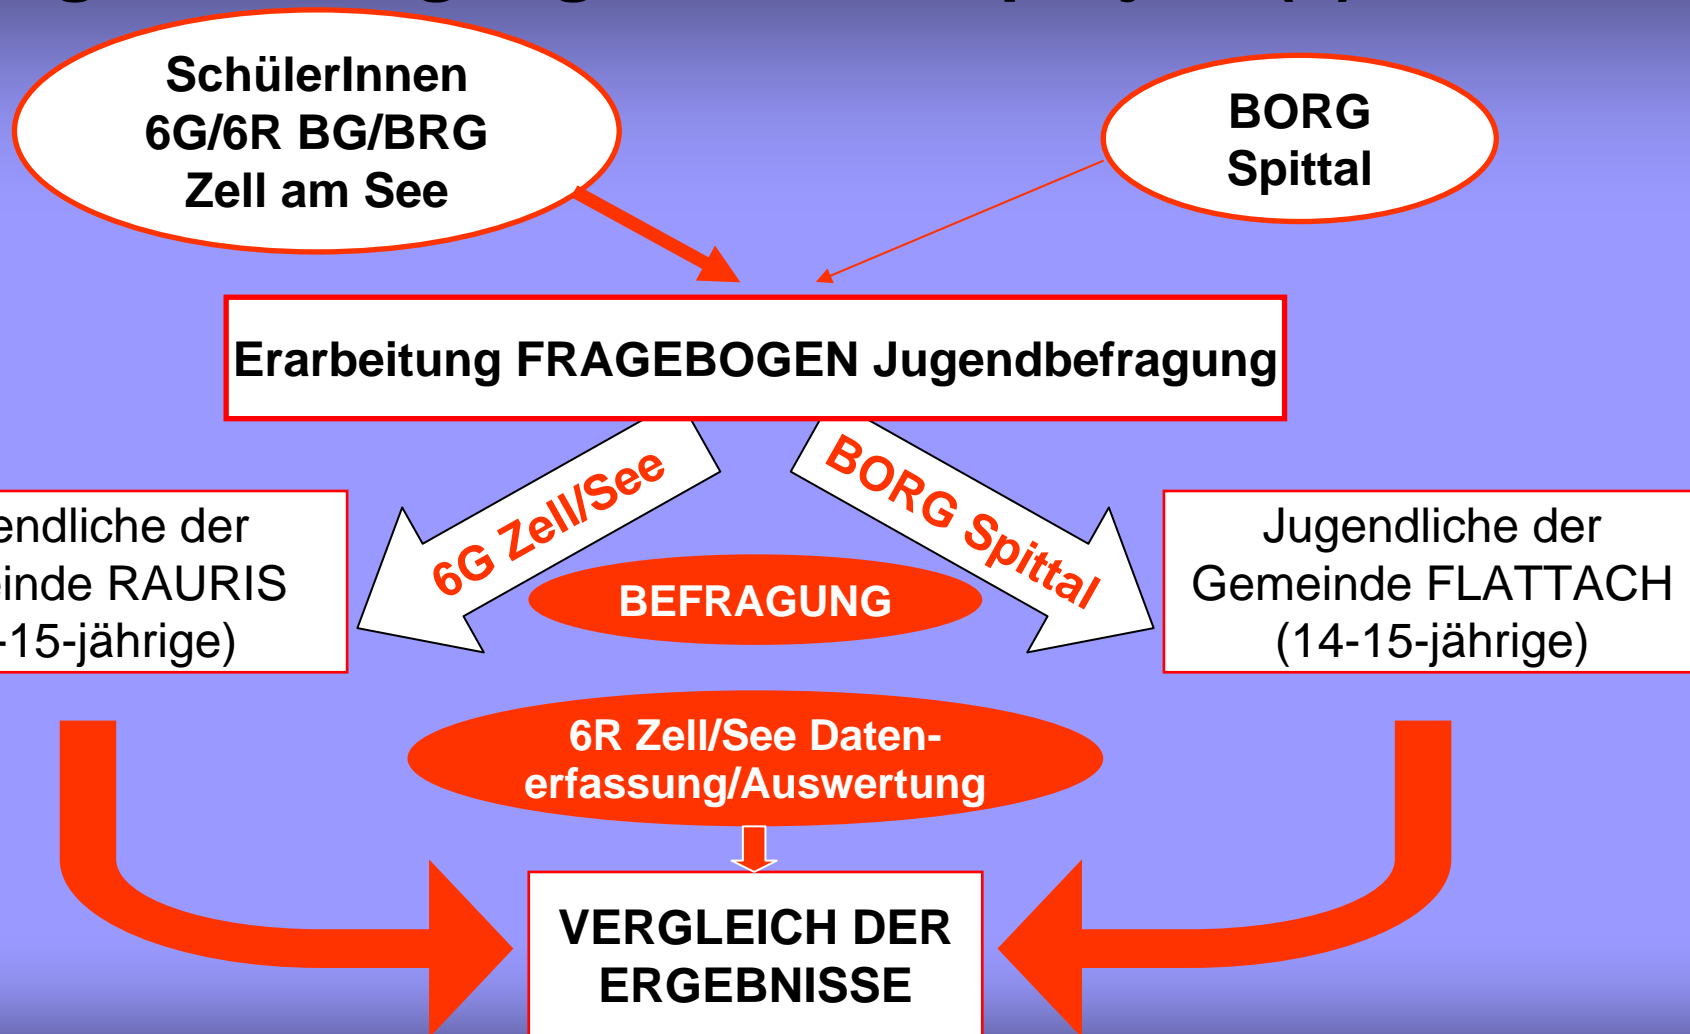 SchülerInnen
6G/6R BG/BRG
Zell am See
BORG
Spittal
Erarbeitung FRAGEBOGEN Jugendbefragung
6G Zell/See
BORG Spittal
endliche der
einde RAURIS
-15-jährige)
BEFRAGUNG
Jugendliche der
Gemeinde FLATTACH
(14-15-jährige)
6R Zell/See Daten-
erfassung/Auswertung
VERGLEICH DER
ERGEBNISSE